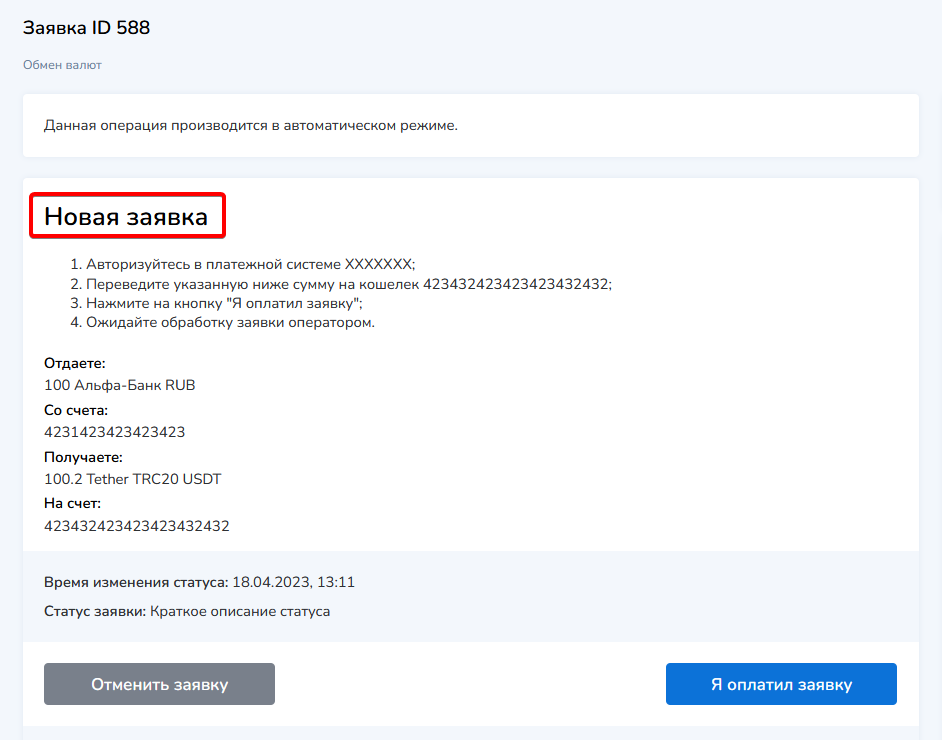 Заявка ID 588
Обмен валют
Данная операция производится в автоматическом режиме.
Новая заявка
1. Авторизуйтесь в платежной системе XXXXXXX;
2. Переведите указанную ниже сумму на кошелек 423432423423423432432;
3. Нажмите на кнопку "Я оплатил заявку";
4. Ожидайте обработку заявки оператором.
Отдаете:
100 Альфа-Банк RUB
Со счета:
4231423423423423
Получаете:
100.2 Tether TRC20 USDT
На счет:
423432423423423432432
Время изменения статуса: 18.04.2023, 13:11
Статус заявки: Краткое описание статуса
Отменить заявку
Я оплатил заявку